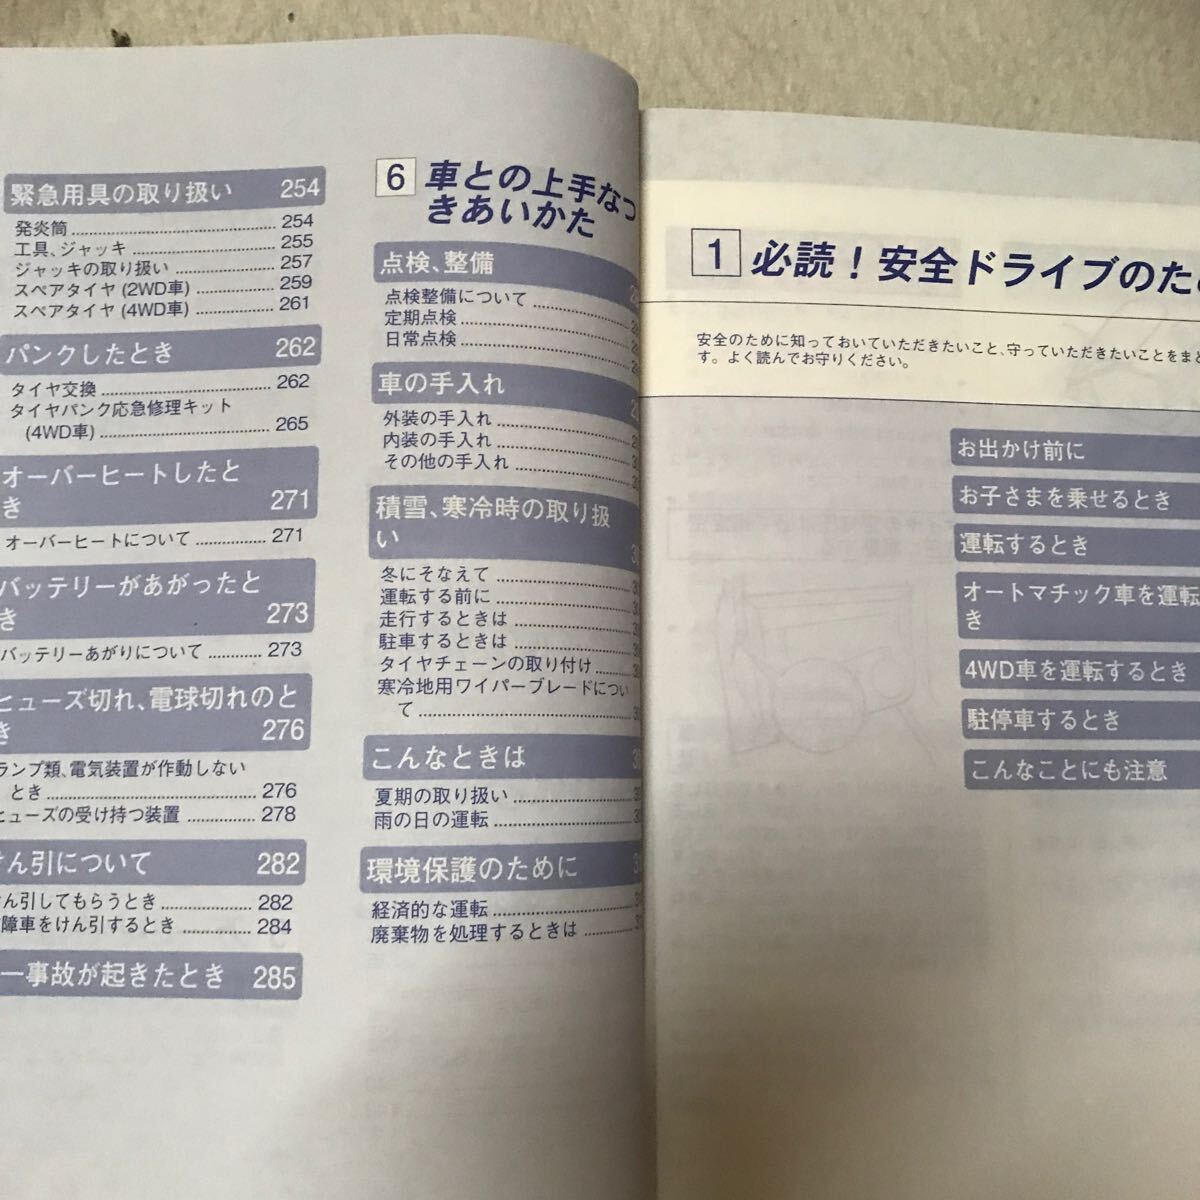 緊急用具の取り扱い 254
発炎筒 254
工具、ジャッキ 255
ジャッキの取り扱い 257
スペアタイヤ (2WD車) 259
スペアタイヤ (4WD車) 261
パンクしたとき 262
タイヤ交換 262
タイヤパンク応急修理キット
(4WD車) 265
オーバーヒートしたと
き 271
オーバーヒートについて 271
バッテリーがあがったと
き 273
バッテリーあがりについて 273
ヒューズ切れ、電球切れのと
き 276
ランプ類、電気装置が作動しない
とき 276
ヒューズの受け持つ装置 278
けん引について 282
けん引してもらうとき 282
障車をけん引するとき 284
一事故が起きたとき 285
6 車との上手なつ
きあいかた
点検、整備
点検整備について
定期点検
日常点検
車の手入れ
外装の手入れ
内装の手入れ
その他の手入れ
積雪、寒冷時の取り扱
い
冬にそなえて
運転する前に
走行するときは
駐車するときは
タイヤチェーンの取り付け
寒冷地用ワイパーブレードについ
て
こんなときは
夏期の取り扱い
雨の日の運転
環境保護のために
経済的な運転
廃棄物を処理するときは
1 必読！安全ドライブのた
安全のために知っておいていただきたいこと、守っていただきたいことをまと
す。よく読んでお守りください。
お出かけ前に
お子さまを乗せるとき
運転するとき
オートマチック車を運転
き
4WD車を運転するとき
駐停車するとき
こんなことにも注意